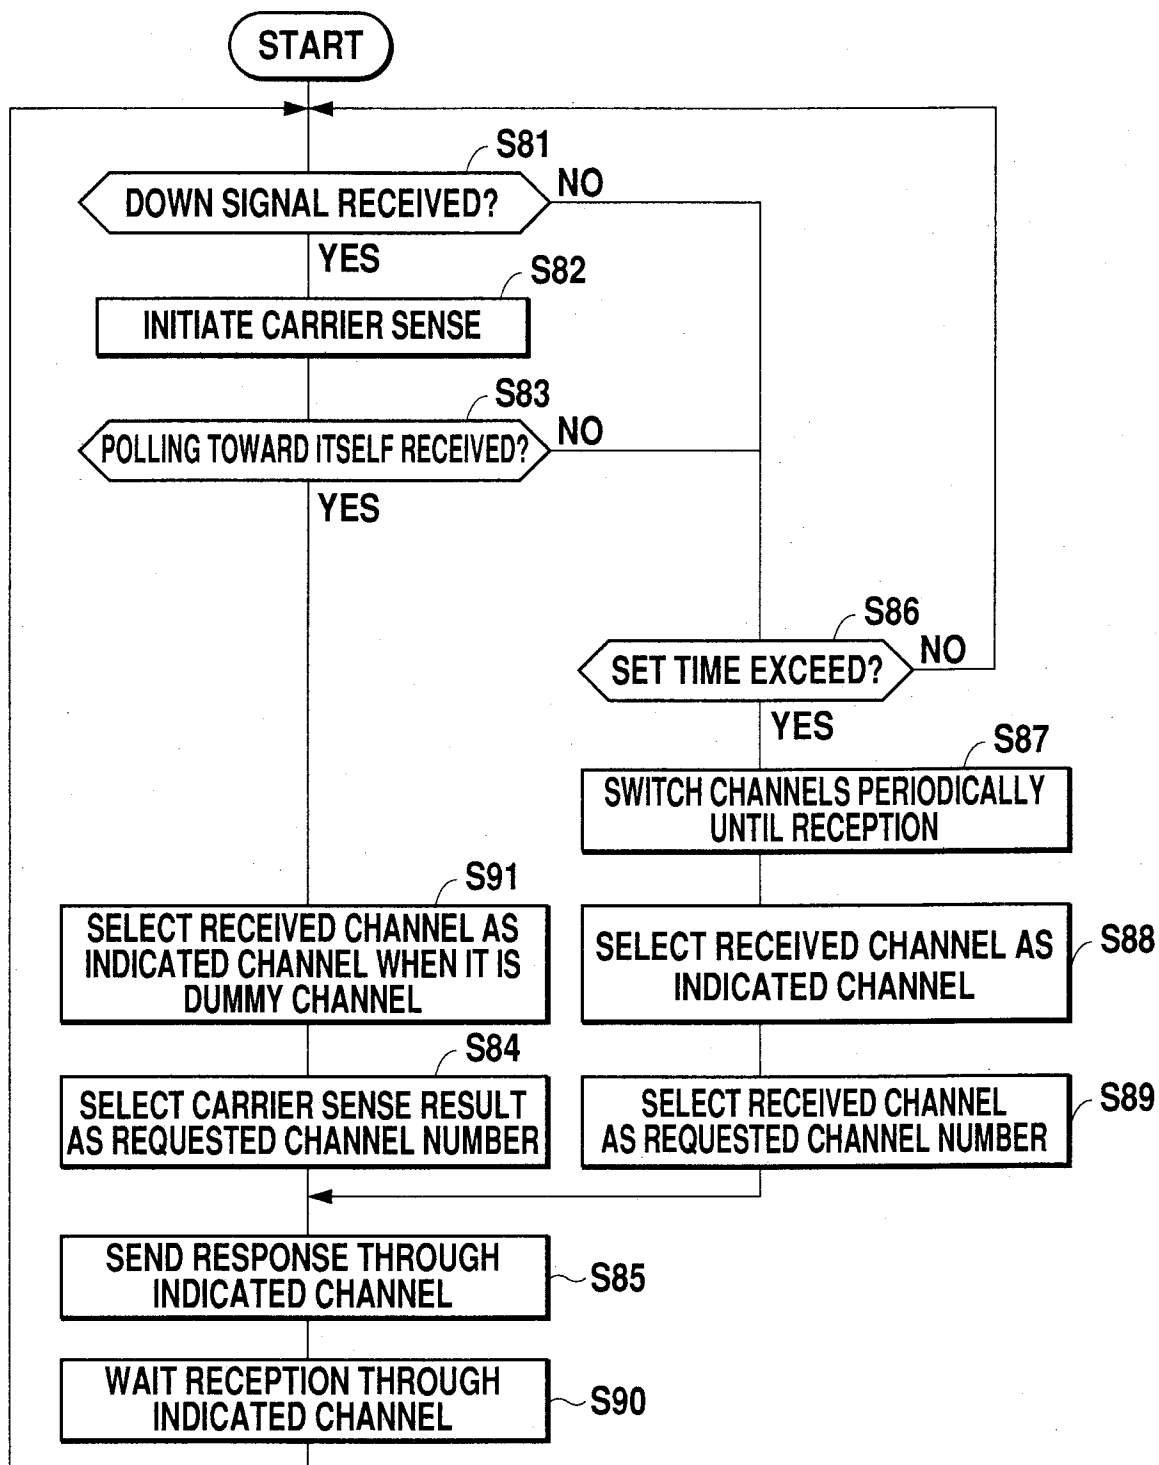 START
S81
DOWN SIGNAL RECEIVED?
NO
YES
S82
INITIATE CARRIER SENSE
S83
POLLING TOWARD ITSELF RECEIVED?
NO
YES
S86
SET TIME EXCEED?
NO
YES
S87
SWITCH CHANNELS PERIODICALLY
UNTIL RECEPTION
S91
SELECT RECEIVED CHANNEL AS
INDICATED CHANNEL WHEN IT IS
DUMMY CHANNEL
SELECT RECEIVED CHANNEL AS
INDICATED CHANNEL
S88
S84
SELECT CARRIER SENSE RESULT
AS REQUESTED CHANNEL NUMBER
SELECT RECEIVED CHANNEL
AS REQUESTED CHANNEL NUMBER
S89
SEND RESPONSE THROUGH
INDICATED CHANNEL
S85
WAIT RECEPTION THROUGH
INDICATED CHANNEL
S90